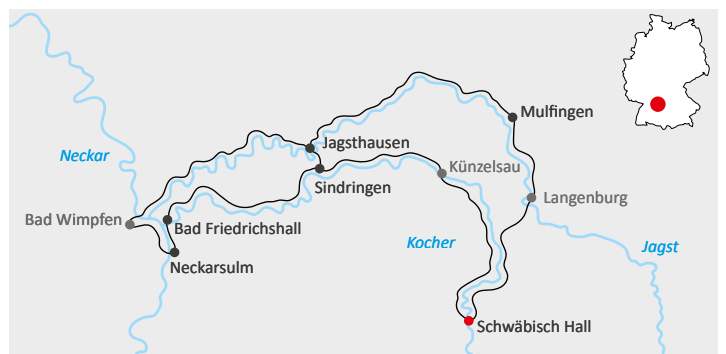 Mulfingen
Jagsthausen
Neckar
Künzelsau
Sindringen
Langenburg
Bad Wimpfen
Bad Friedrichshall
Kocher
Jagst
Neckarsulm
Schwäbisch Hall